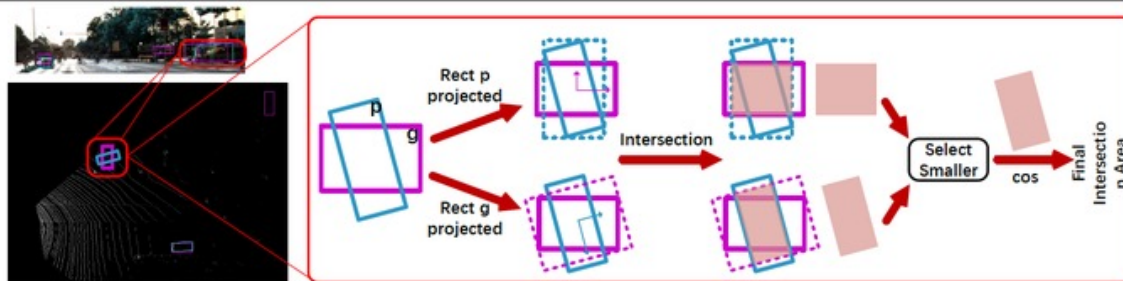 p
g
Rect p
projected
Rect g
projected
Intersection
Select
Smaller
cos
Final
Intersectio
n Area